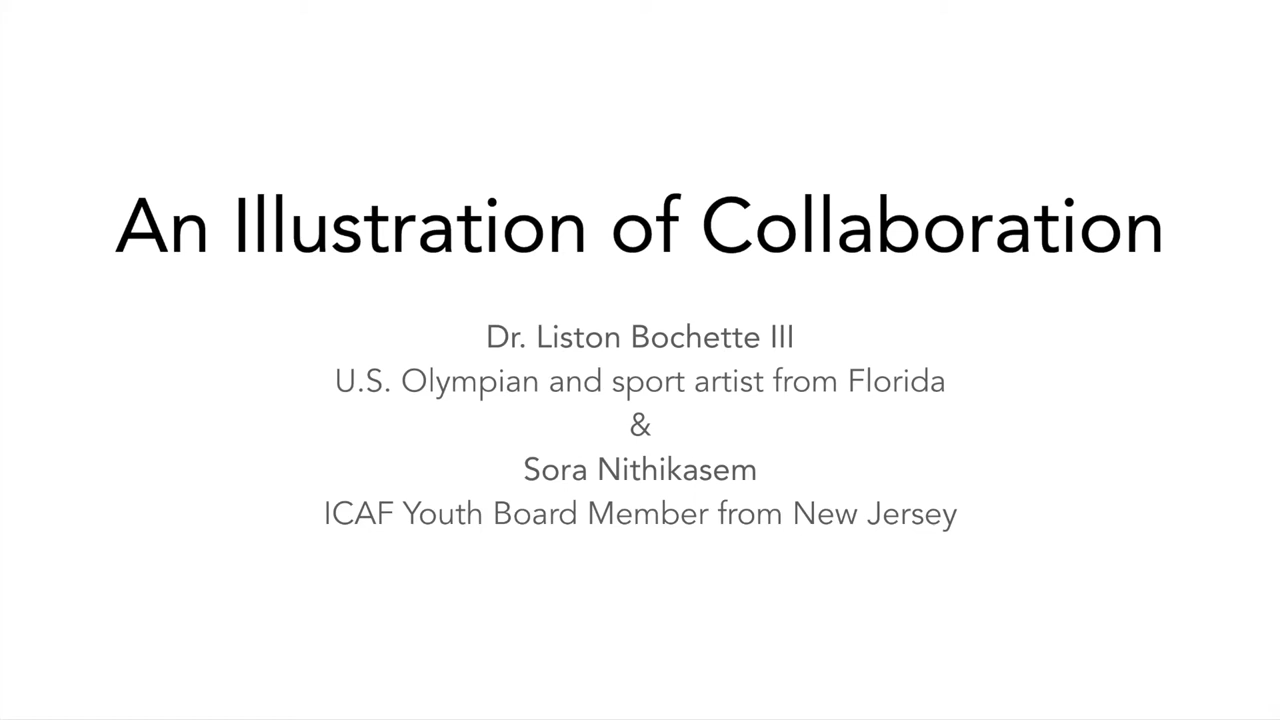 An Illustration of Collaboration
Dr. Liston Bochette III
U.S. Olympian and sport artist from Florida
&
Sora Nithikasem
ICAF Youth Board Member from New Jersey